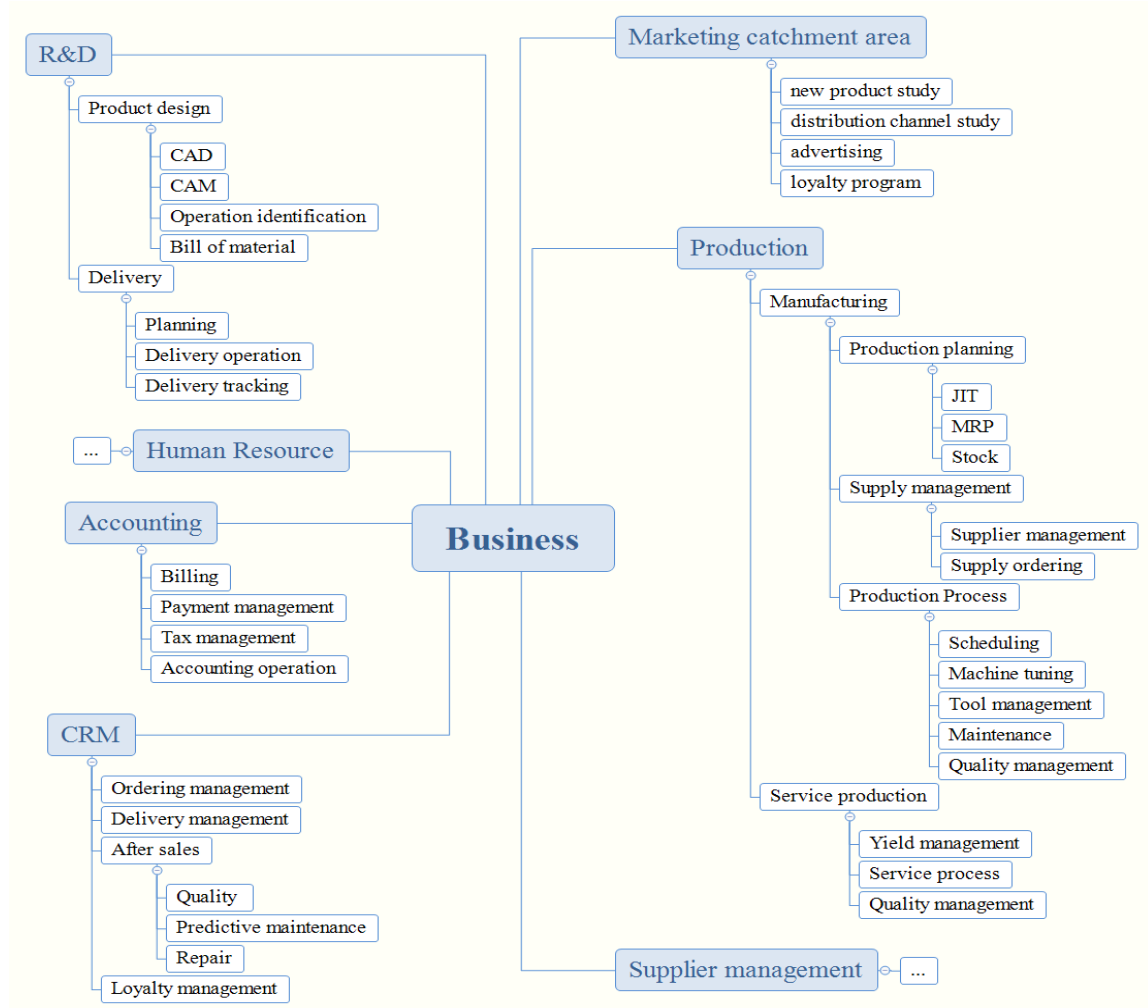 R&D
Product design
CAD
CAM
Operation identification
Bill of material
Delivery
Planning
Delivery operation
Delivery tracking
...
Human Resource
Accounting
Billing
Payment management
Tax management
Accounting operation
CRM
Ordering management
Delivery management
After sales
Quality
Predictive maintenance
Repair
Loyalty management
Business
Marketing catchment area
new product study
distribution channel study
advertising
loyalty program
Production
Manufacturing
Production planning
JIT
MRP
Stock
Supply management
Supplier management
Supply ordering
Production Process
Scheduling
Machine tuning
Tool management
Maintenance
Quality management
Service production
Yield management
Service process
Quality management
Supplier management
...